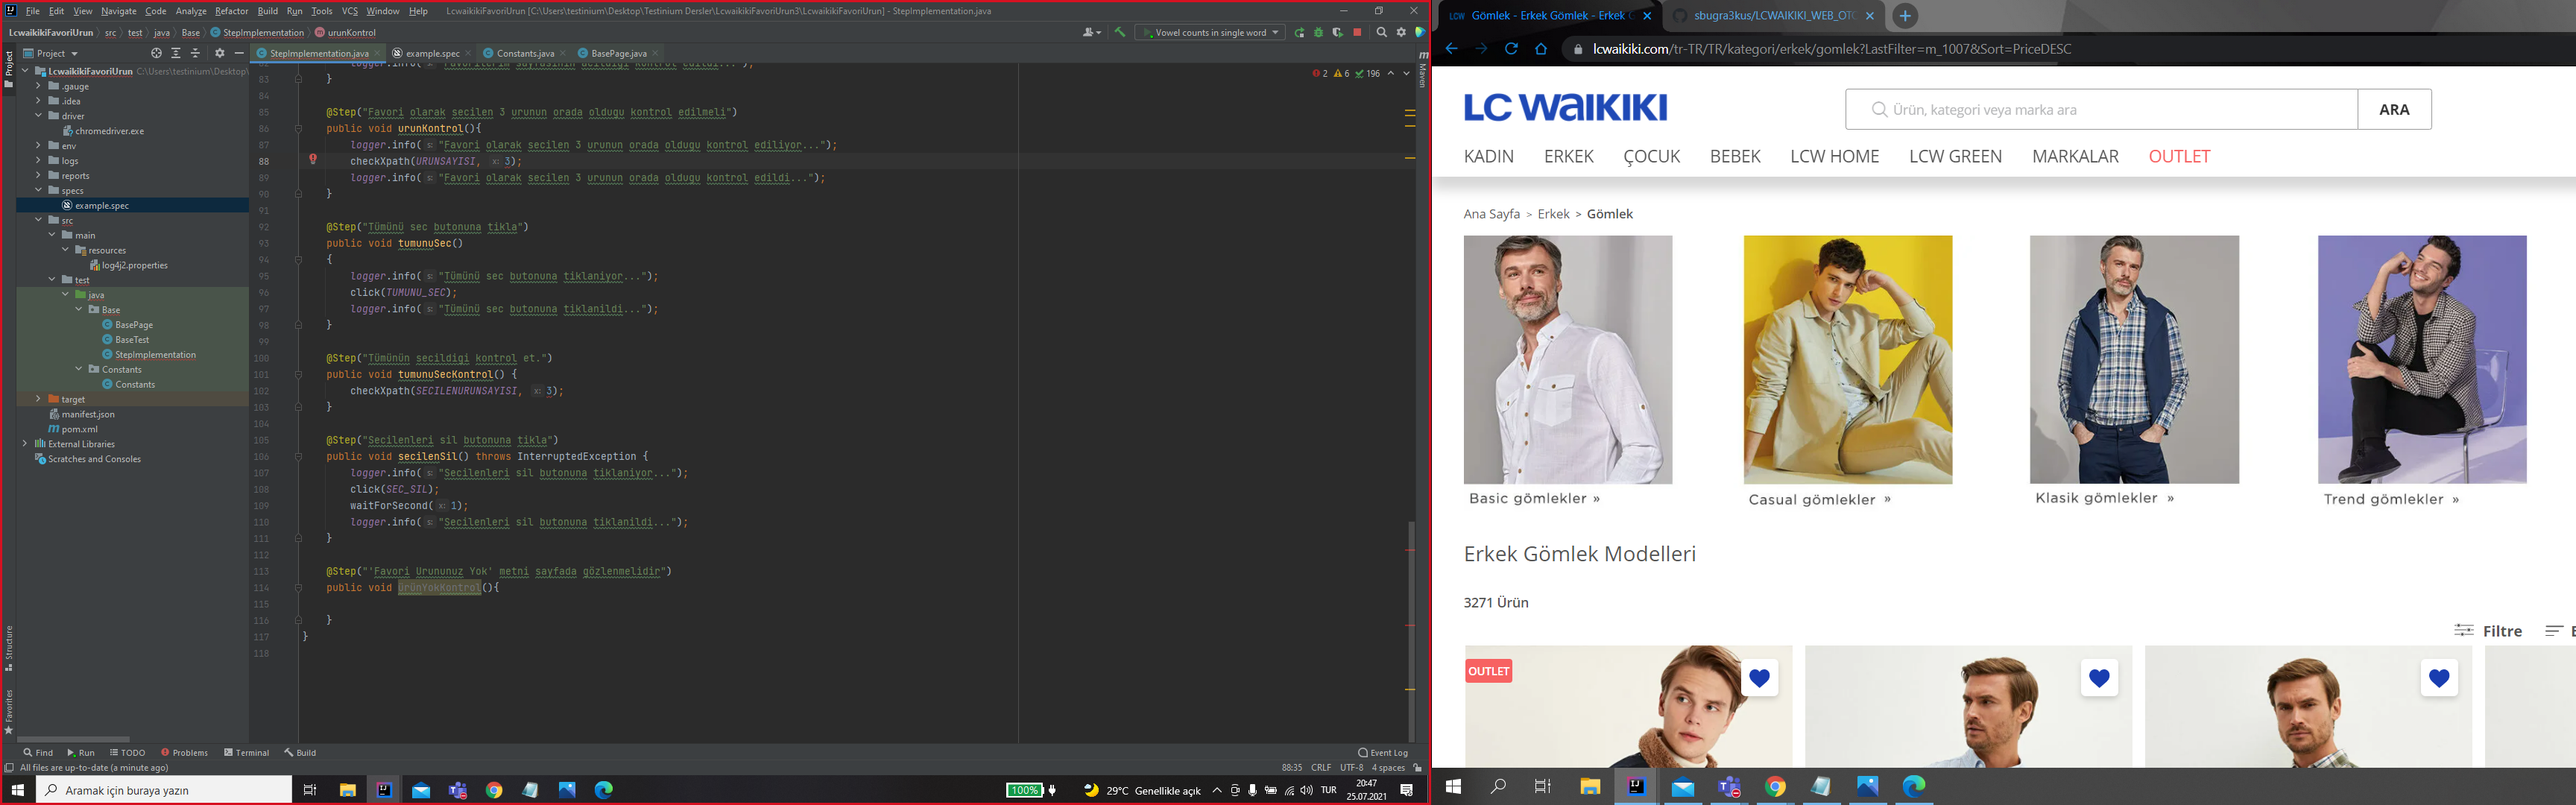 File Edit View Navigate Code Analyze Refactor Build Run Tools VCS Window Help LcwaikikiFavoriUrun [C:\Users\testinium\Desktop\Testinium Dersler\LcwaikikiFavoriUrun3\LcwaikikiFavoriUrun] - StepImplementation.java
LcwaikikiFavoriUrun src test java Base StepImplementation urunKontrol
Vowel counts in single word
Project
StepImplementation.java example.spec Constants.java BasePage.java
LcwaikikiFavoriUrun C:\Users\testinium\Desktop\
.gauge
.idea
driver
chromedriver.exe
env
logs
reports
specs
example.spec
src
main
resources
log4j2.properties
test
java
Base
BasePage
BaseTest
StepImplementation
Constants
Constants
target
manifest.json
pom.xml
External Libraries
Scratches and Consoles
Project
Structure
Favorites
Maven
2 6 196
83 }
84
85 @Step("Favori olarak secilen 3 urunun orada oldugu kontrol edilmeli")
86 public void urunKontrol(){
87 logger.info( s: "Favori olarak secilen 3 urunun orada oldugu kontrol ediliyor...");
88 checkXpath(URUNSAYISI, x: 3);
89 logger.info( s: "Favori olarak secilen 3 urunun orada oldugu kontrol edildi...");
90 }
91
92 @Step("Tümünü sec butonuna tikla")
93 public void tumunuSec()
94 {
95 logger.info( s: "Tümünü sec butonuna tiklaniyor...");
96 click(TUMUNU_SEC);
97 logger.info( s: "Tümünü sec butonuna tiklanildi...");
98 }
99
100 @Step("Tümünün secildigi kontrol et.")
101 public void tumunuSecKontrol() {
102 checkXpath(SECILENURUNSAYISI, x: 3);
103 }
104
105 @Step("Secilenleri sil butonuna tikla")
106 public void secilenSil() throws InterruptedException {
107 logger.info( s: "Secilenleri sil butonuna tiklaniyor...");
108 click(SEC_SIL);
109 waitForSecond( s: 1);
110 logger.info( s: "Secilenleri sil butonuna tiklanildi...");
111 }
112
113 @Step("'Favori Urununuz Yok' metni sayfada gözlenmelidir")
114 public void ürünYokKontrol(){
115
116 }
117 }
118
Find Run TODO Problems Terminal Build Event Log
All files are up-to-date (a minute ago) 88:35 CRLF UTF-8 4 spaces
Aramak için buraya yazın 100% 29°C Genellikle açık TUR 20:47
25.07.2021
LCW Gömlek - Erkek Gömlek - Erkek G sbugra3kus/LCWAIKIKI_WEB_OTO
lcwaikiki.com/tr-TR/TR/kategori/erkek/gomlek?LastFilter=m_1007&Sort=PriceDESC
LC WAIKIKI
Ürün, kategori veya marka ara ARA
KADIN ERKEK ÇOCUK BEBEK LCW HOME LCW GREEN MARKALAR OUTLET
Ana Sayfa > Erkek > Gömlek
Basic gömlekler » Casual gömlekler » Klasik gömlekler » Trend gömlekler »
Erkek Gömlek Modelleri
3271 Ürün
Filtre
OUTLET